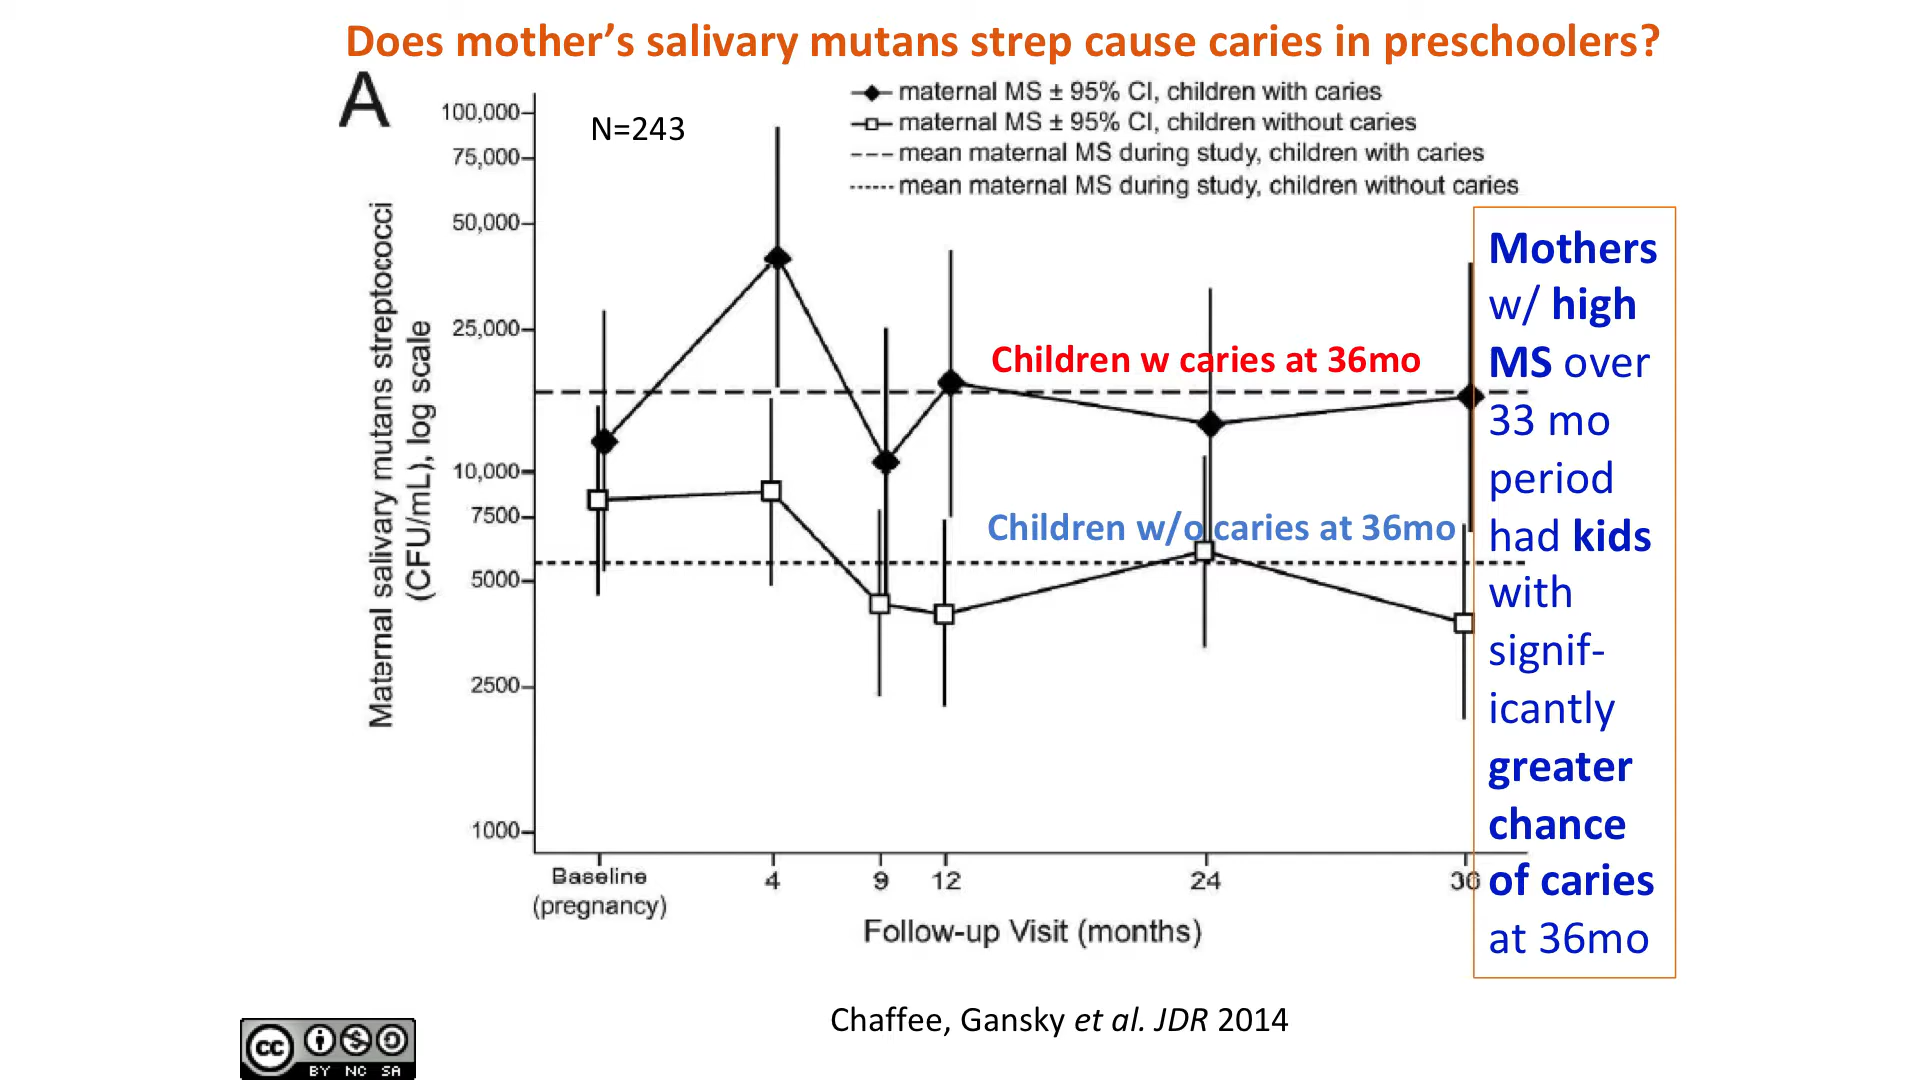 Does mother’s salivary mutans strep cause caries in preschoolers?
A
N=243
maternal MS ± 95% CI, children with caries
maternal MS ± 95% CI, children without caries
mean maternal MS during study, children with caries
mean maternal MS during study, children without caries
Maternal salivary mutans streptococci
(CFU/mL), log scale
100,000
75,000
50,000
25,000
10,000
7500
5000
2500
1000
Children w caries at 36mo
Children w/o caries at 36mo
Baseline
(pregnancy)
4
9
12
24
36
Follow-up Visit (months)
Mothers
w/ high
MS over
33 mo
period
had kids
with
signif-
icantly
greater
chance
of caries
at 36mo
Chaffee, Gansky et al. JDR 2014
cc
BY NC SA